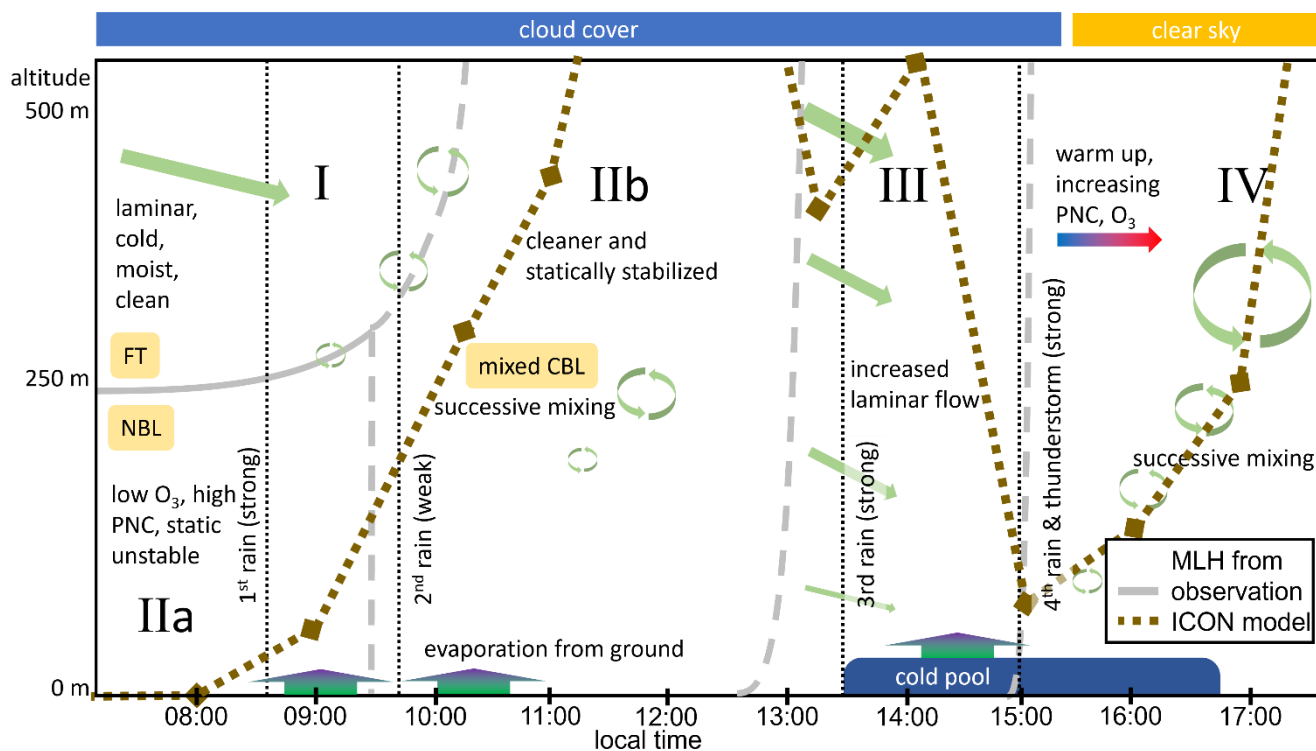 cloud cover
clear sky
altitude
500 m
I
IIb
III
IV
laminar,
cold,
moist,
clean
cleaner and
statically stabilized
warm up,
increasing
PNC, O₃
FT
250 m
NBL
mixed CBL
successive mixing
increased
laminar flow
low O₃, high
PNC, static
unstable
1ˢᵗ rain (strong)
2ⁿᵈ rain (weak)
3rd rain (strong)
4ᵗʰ rain & thunderstorm (strong)
successive mixing
MLH from
observation
ICON model
IIa
evaporation from ground
cold pool
0 m
08:00
09:00
10:00
11:00
12:00
13:00
14:00
15:00
16:00
17:00
local time